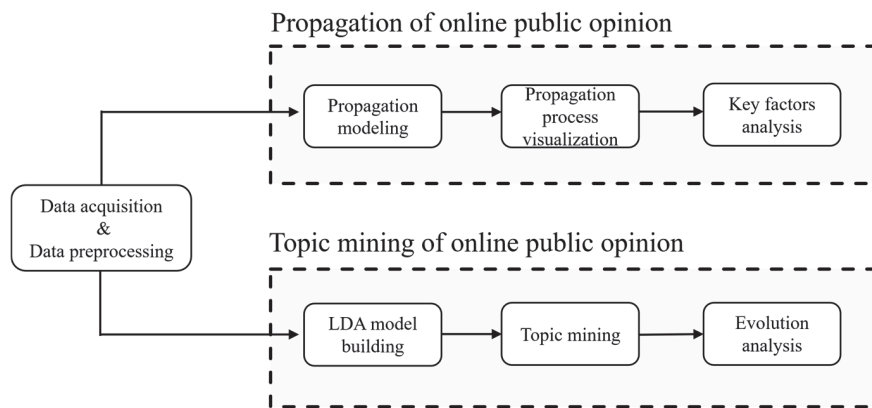 Propagation of online public opinion
Propagation
modeling
Propagation
process
visualization
Key factors
analysis
Data acquisition
&
Data preprocessing
Topic mining of online public opinion
LDA model
building
Topic mining
Evolution
analysis